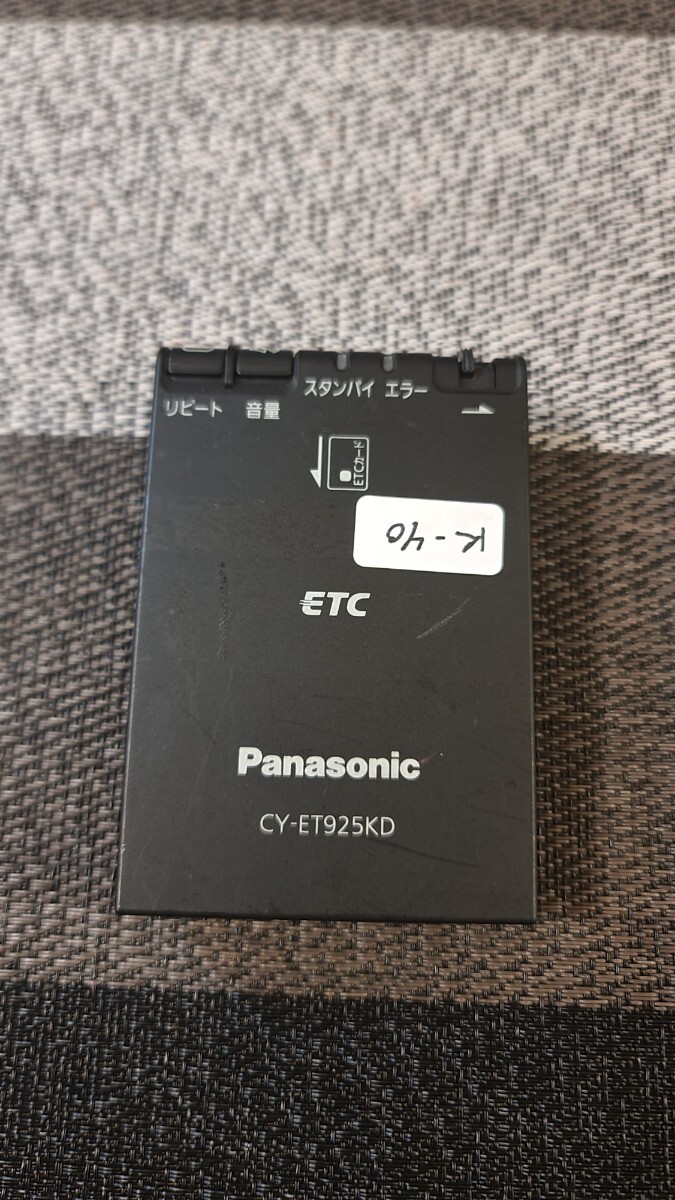 リピート 音量 スタンバイ エラー
ETCカード
K-40
ETC
Panasonic
CY-ET925KD